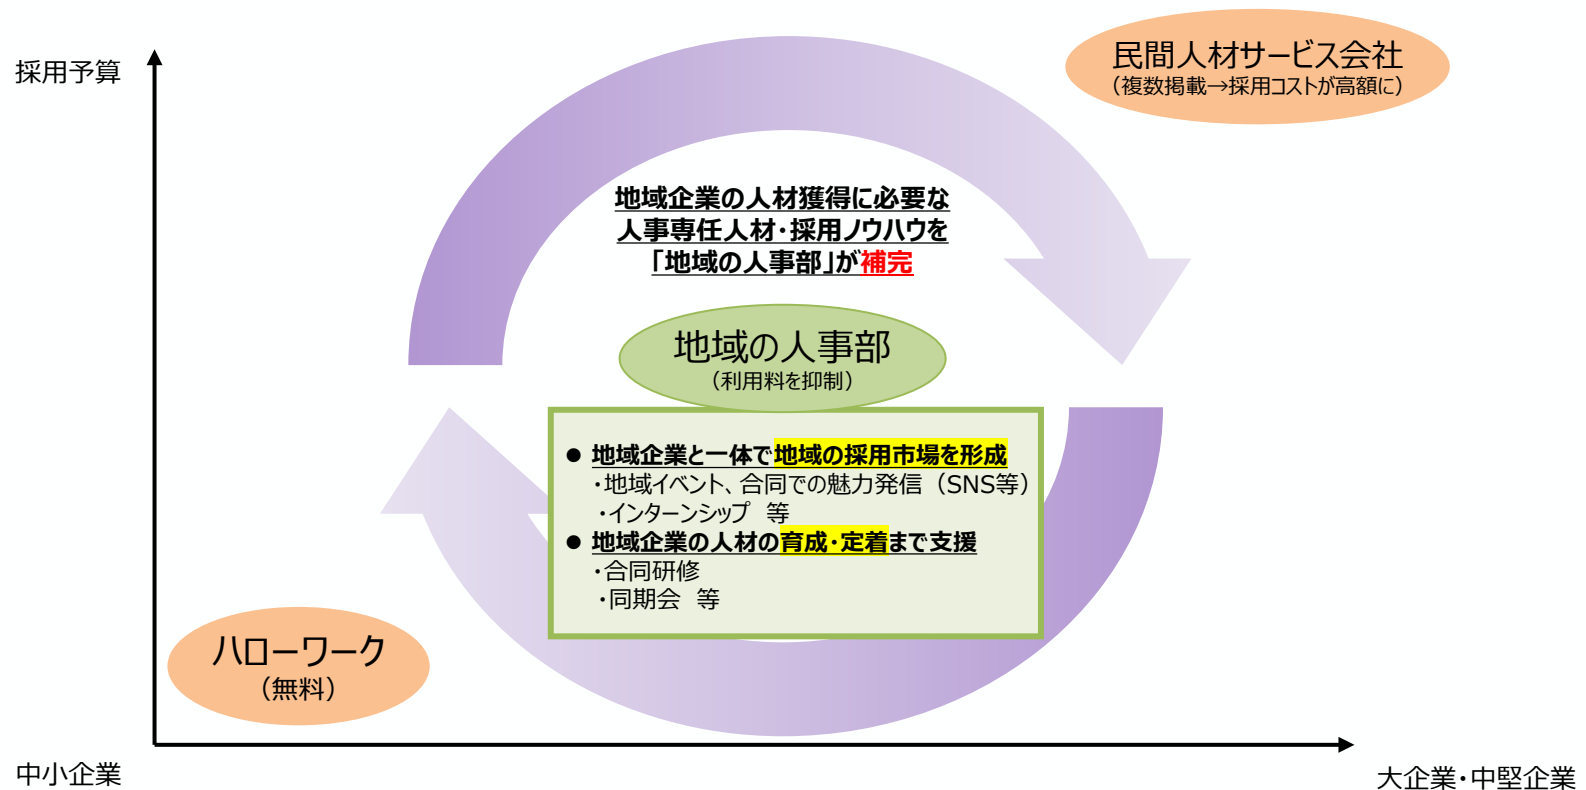 採用予算
民間人材サービス会社
（複数掲載→採用コストが高額に）
地域企業の人材獲得に必要な
人事専任人材・採用ノウハウを
「地域の人事部」が補完
地域の人事部
（利用料を抑制）
● 地域企業と一体で地域の採用市場を形成
・地域イベント、合同での魅力発信（SNS等）
・インターンシップ　等
● 地域企業の人材の育成・定着まで支援
・合同研修
・同期会　等
ハローワーク
（無料）
中小企業
大企業・中堅企業